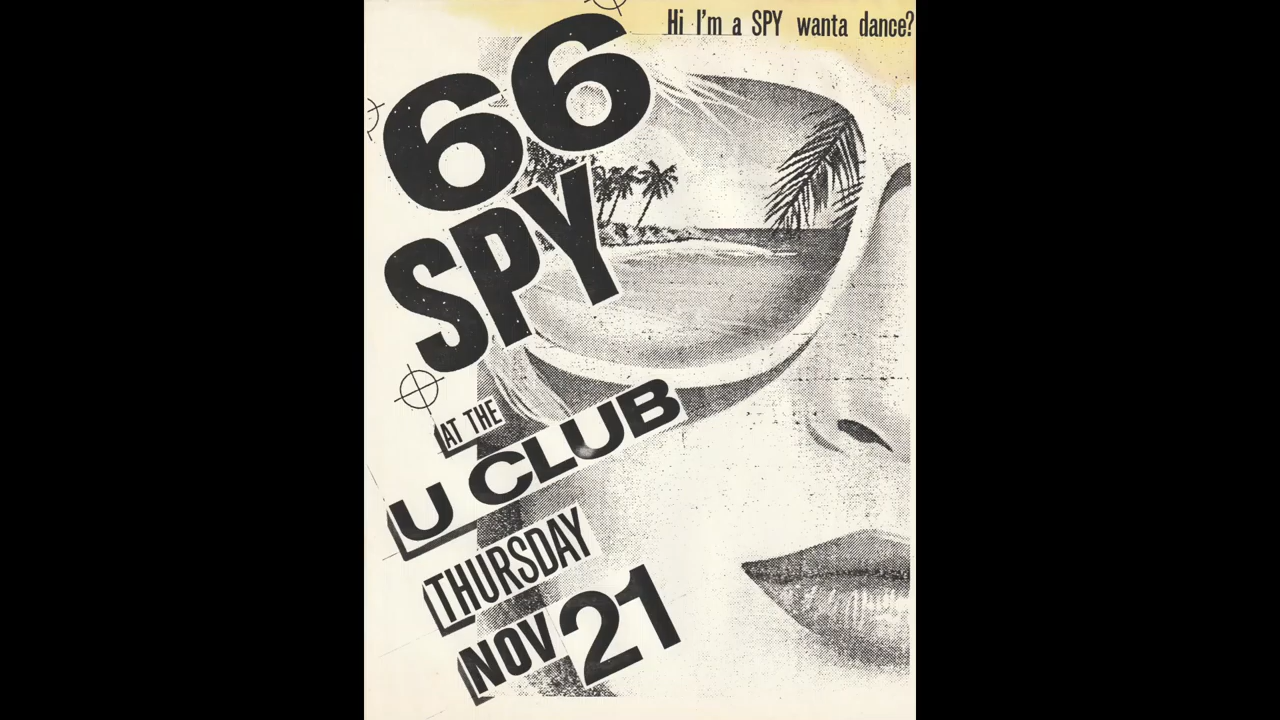 Hi I'm a SPY wanta dance?
66
SPY
AT THE
U CLUB
THURSDAY
NOV 21